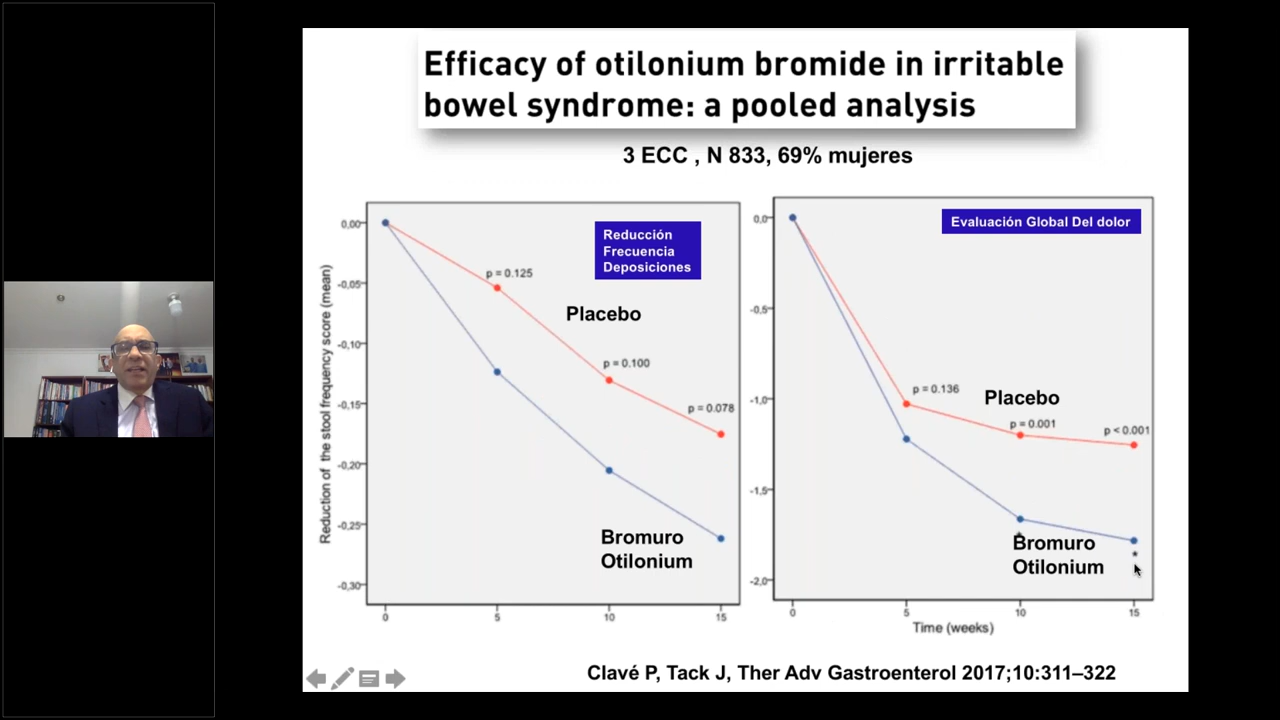 Efficacy of otilonium bromide in irritable
bowel syndrome: a pooled analysis
3 ECC , N 833, 69% mujeres
Reduction of the stool frequency score (mean)
0,00
-0,05
-0,10
-0,15
-0,20
-0,25
-0,30
0
5
10
15
Reducción
Frecuencia
Deposiciones
p = 0.125
Placebo
p = 0.100
p = 0.078
Bromuro
Otilonium
0,0
-0,5
-1,0
-1,5
-2,0
0
5
10
15
Time (weeks)
Evaluación Global Del dolor
p = 0.136
Placebo
p = 0.001
p < 0.001
Bromuro
Otilonium
*
*
Clavé P, Tack J, Ther Adv Gastroenterol 2017;10:311–322